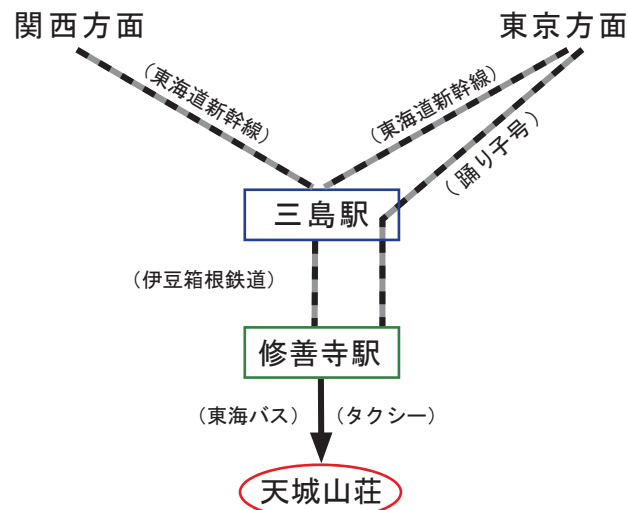 関西方面
東京方面
（東海道新幹線）
（東海道新幹線）
（踊り子号）
三島駅
（伊豆箱根鉄道）
修善寺駅
（東海バス）
（タクシー）
天城山荘